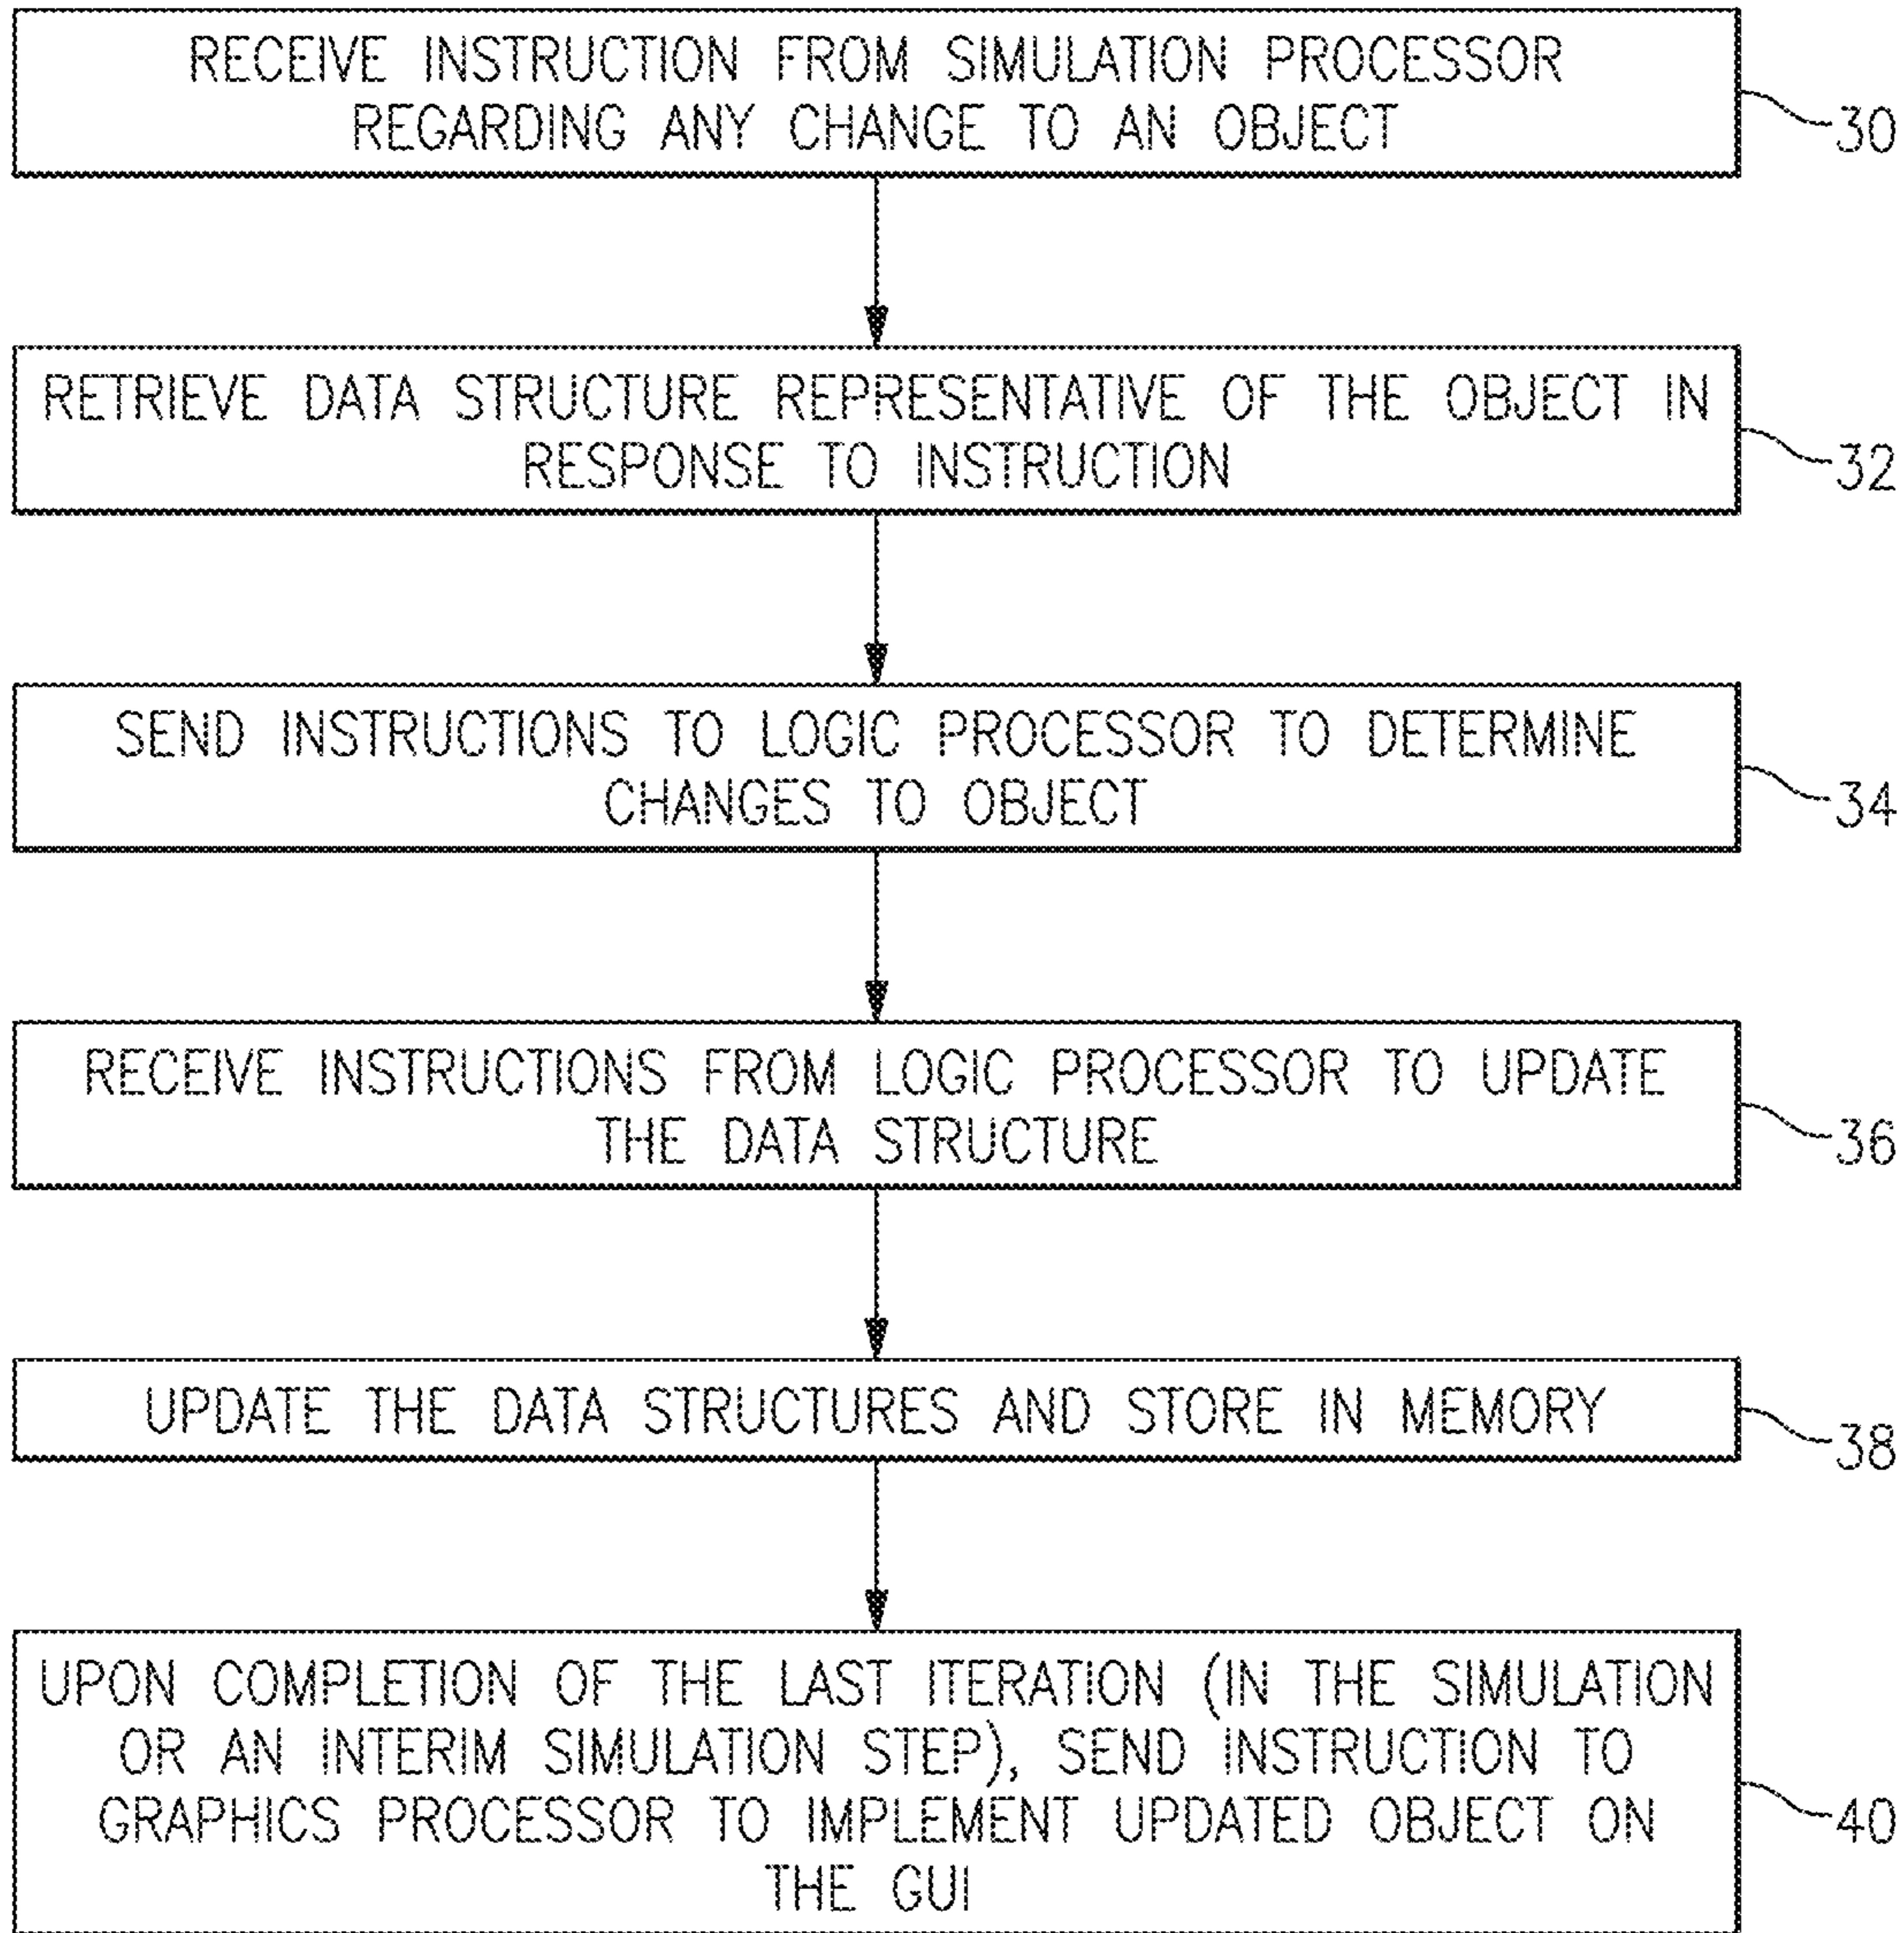 RECEIVE INSTRUCTION FROM SIMULATION PROCESSOR
REGARDING ANY CHANGE TO AN OBJECT
30
RETRIEVE DATA STRUCTURE REPRESENTATIVE OF THE OBJECT IN
RESPONSE TO INSTRUCTION
32
SEND INSTRUCTIONS TO LOGIC PROCESSOR TO DETERMINE
CHANGES TO OBJECT
34
RECEIVE INSTRUCTIONS FROM LOGIC PROCESSOR TO UPDATE
THE DATA STRUCTURE
36
UPDATE THE DATA STRUCTURES AND STORE IN MEMORY
38
UPON COMPLETION OF THE LAST ITERATION (IN THE SIMULATION
OR AN INTERIM SIMULATION STEP), SEND INSTRUCTION TO
GRAPHICS PROCESSOR TO IMPLEMENT UPDATED OBJECT ON
THE GUI
40